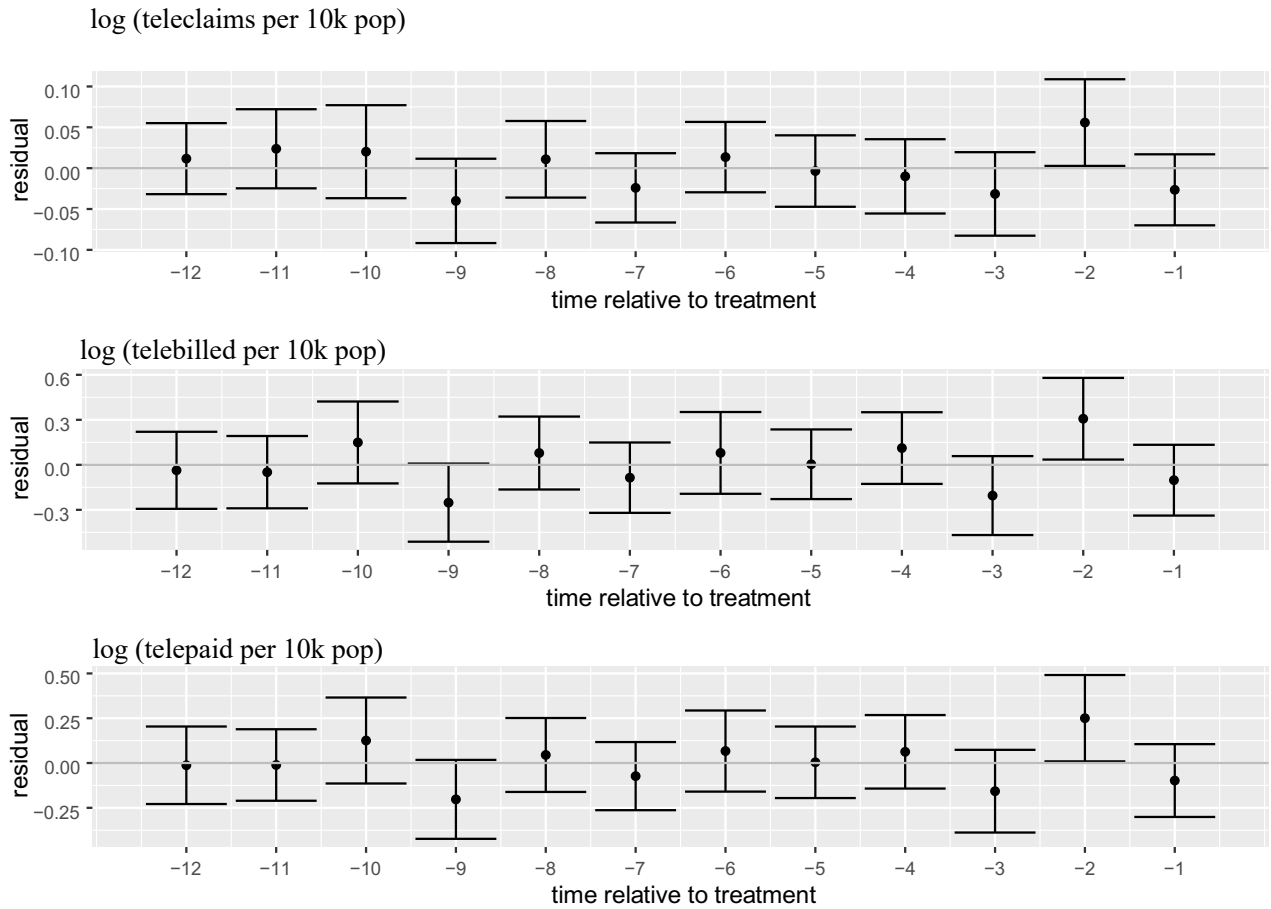 log (teleclaims per 10k pop)
0.10
0.05
0.00
−0.05
−0.10
residual
−12 −11 −10 −9 −8 −7 −6 −5 −4 −3 −2 −1
time relative to treatment
log (telebilled per 10k pop)
0.6
0.3
0.0
−0.3
residual
−12 −11 −10 −9 −8 −7 −6 −5 −4 −3 −2 −1
time relative to treatment
log (telepaid per 10k pop)
0.50
0.25
0.00
−0.25
residual
−12 −11 −10 −9 −8 −7 −6 −5 −4 −3 −2 −1
time relative to treatment